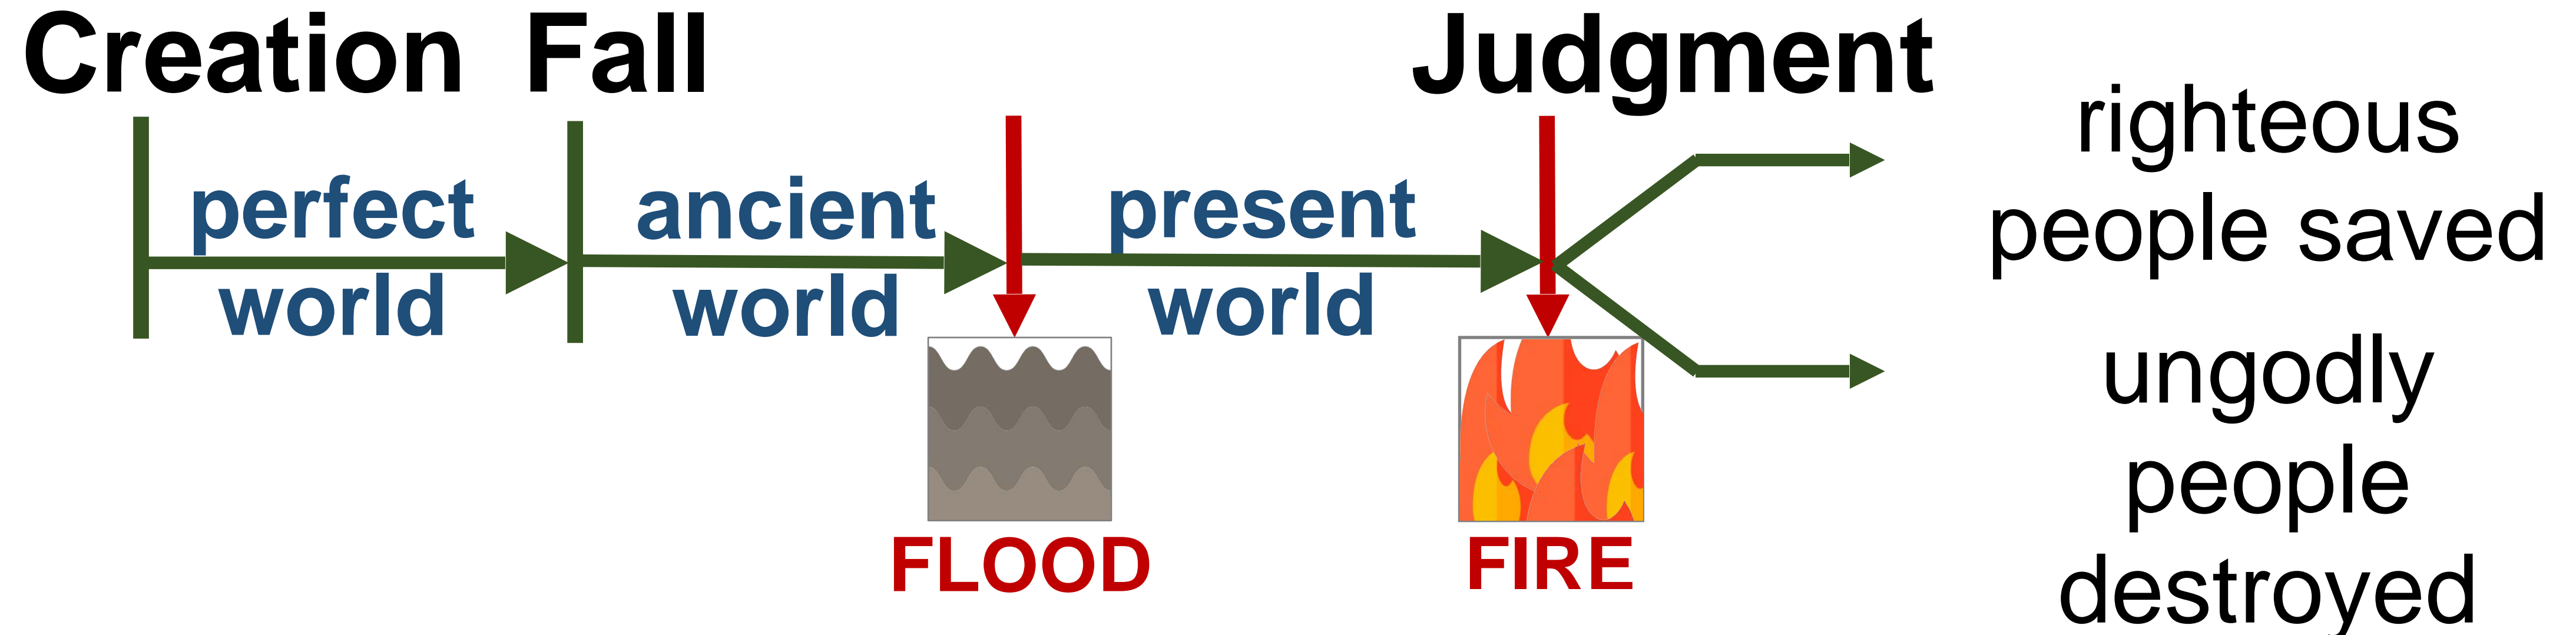 Creation Fall Judgment
perfect
world
ancient
world
present
world
FLOOD
FIRE
righteous
people saved
ungodly
people
destroyed